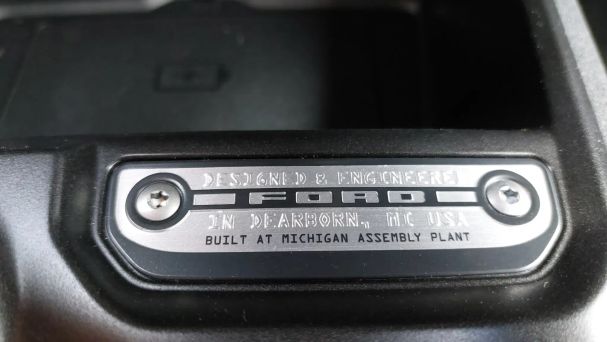 DESIGNED & ENGINEERED
FORD
IN DEARBORN, MI USA
BUILT AT MICHIGAN ASSEMBLY PLANT